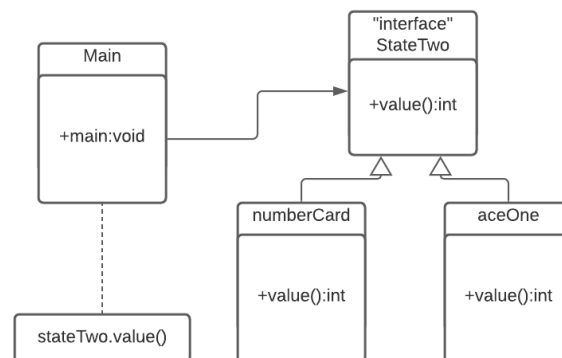 Main
+main:void
"interface"
StateTwo
+value():int
numberCard
+value():int
aceOne
+value():int
stateTwo.value()